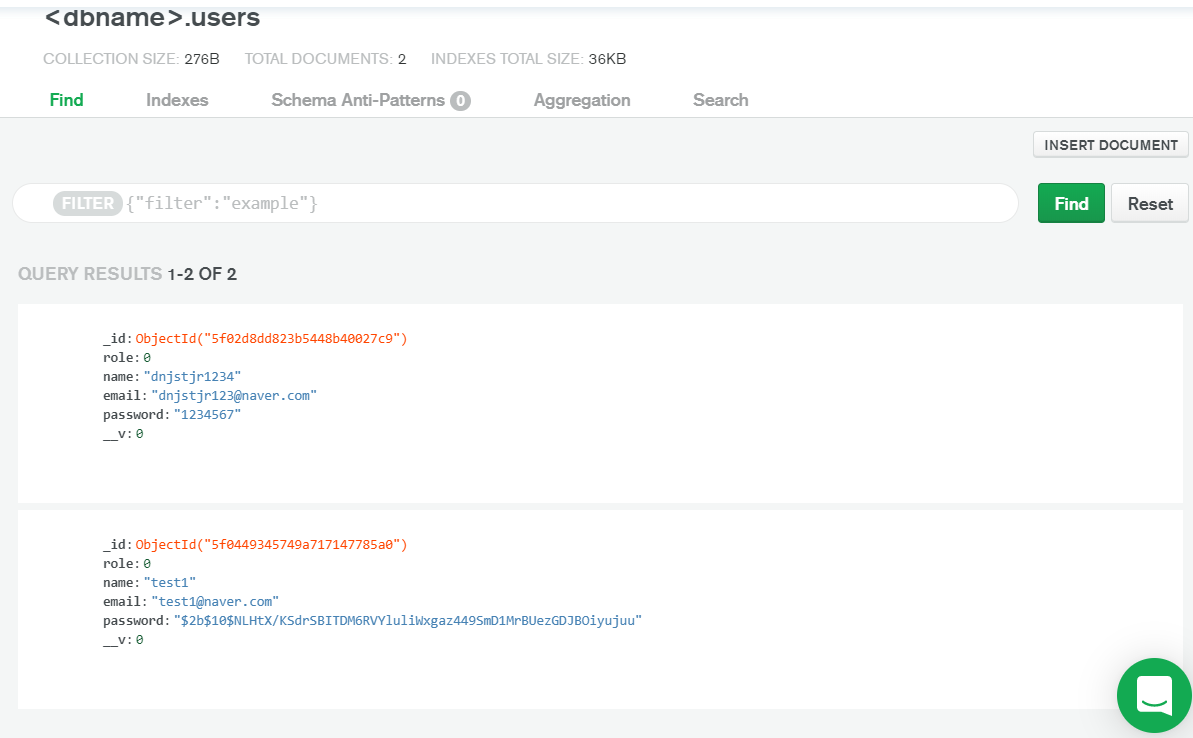 <dbname>.users
COLLECTION SIZE: 276B TOTAL DOCUMENTS: 2 INDEXES TOTAL SIZE: 36KB
Find Indexes Schema Anti-Patterns 0 Aggregation Search
INSERT DOCUMENT
FILTER {"filter":"example"} Find Reset
QUERY RESULTS 1-2 OF 2
_id: ObjectId("5f02d8dd823b5448b40027c9")
role: 0
name: "dnjstjr1234"
email: "dnjstjr123@naver.com"
password: "1234567"
__v: 0
_id: ObjectId("5f0449345749a717147785a0")
role: 0
name: "test1"
email: "test1@naver.com"
password: "$2b$10$NLHtX/KSdrSBITDM6RVYluliWxgaz449SmD1MrBUezGDJBOiyujuu"
__v: 0